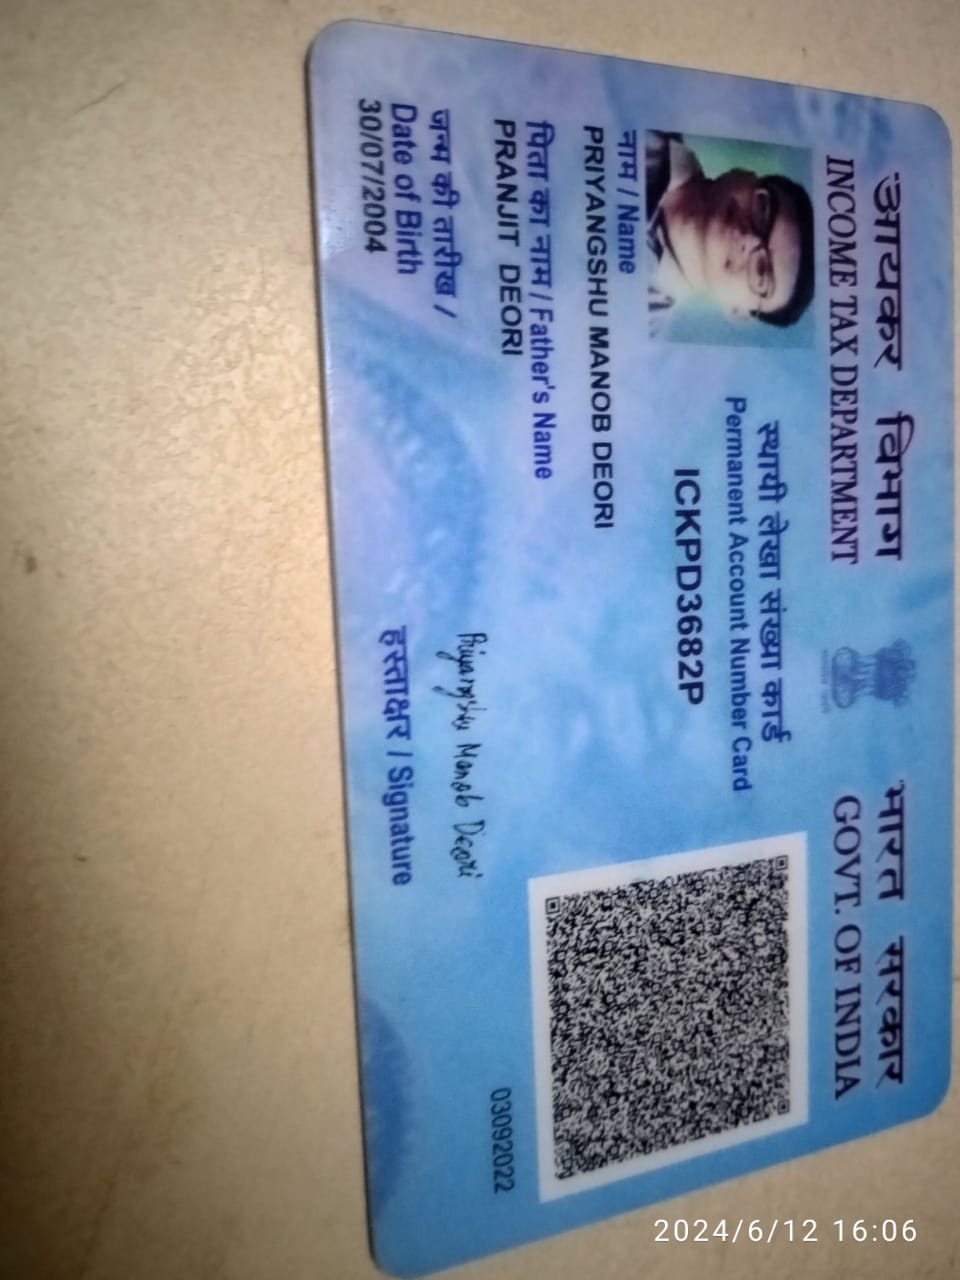 आयकर विभाग
INCOME TAX DEPARTMENT
भारत सरकार
GOVT. OF INDIA
स्थायी लेखा संख्या कार्ड
Permanent Account Number Card
ICKPD3682P
नाम / Name
PRIYANGSHU MANOB DEORI
पिता का नाम / Father's Name
PRANJIT DEORI
जन्म की तारीख /
Date of Birth
30/07/2004
Priyangshu Manob Deori
हस्ताक्षर / Signature
03092022
2024/6/12 16:06